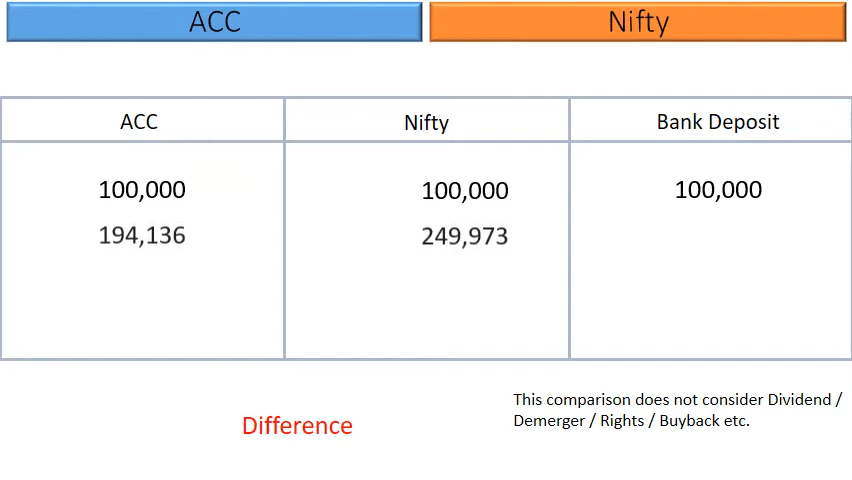 ACC
Nifty
ACC
Nifty
Bank Deposit
100,000
100,000
100,000
194,136
249,973
Difference
This comparison does not consider Dividend /
Demerger / Rights / Buyback etc.